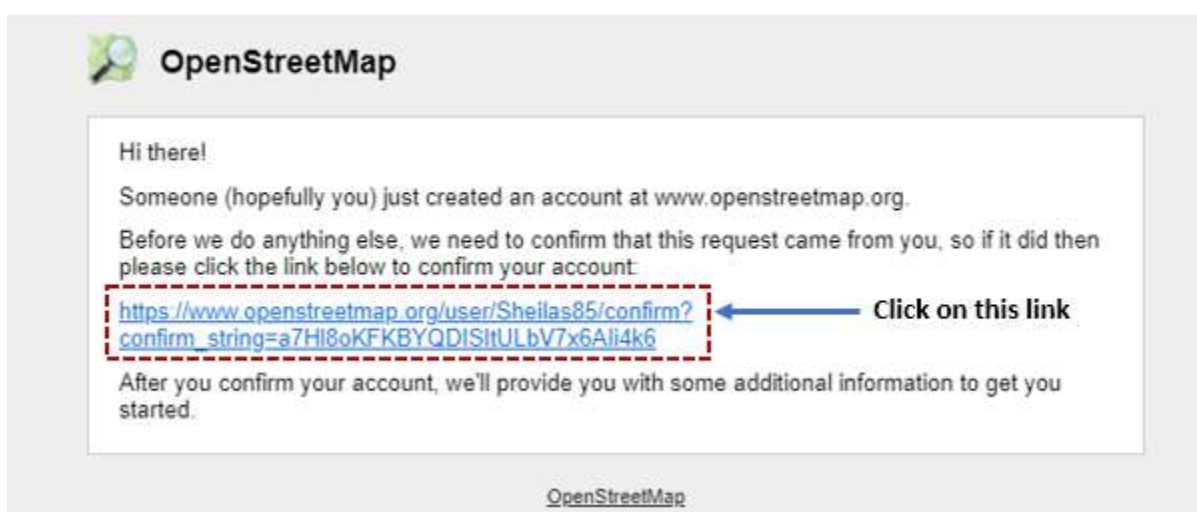 OpenStreetMap
Hi there!
Someone (hopefully you) just created an account at www.openstreetmap.org.
Before we do anything else, we need to confirm that this request came from you, so if it did then
please click the link below to confirm your account:
https://www.openstreetmap.org/user/Sheilas85/confirm?
confirm_string=a7HI8oKFKBYQDISItULbV7x6Ali4k6
Click on this link
After you confirm your account, we'll provide you with some additional information to get you
started.
OpenStreetMap